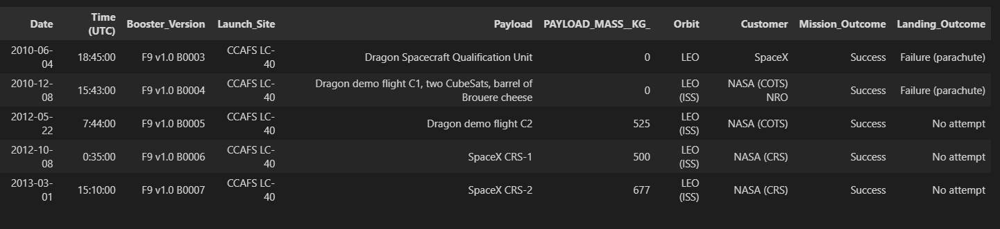 Date Time (UTC) Booster_Version Launch_Site Payload PAYLOAD_MASS__KG_ Orbit Customer Mission_Outcome Landing_Outcome
2010-06-04 18:45:00 F9 v1.0 B0003 CCAFS LC-40 Dragon Spacecraft Qualification Unit 0 LEO SpaceX Success Failure (parachute)
2010-12-08 15:43:00 F9 v1.0 B0004 CCAFS LC-40 Dragon demo flight C1, two CubeSats, barrel of Brouere cheese 0 LEO (ISS) NASA (COTS) NRO Success Failure (parachute)
2012-05-22 7:44:00 F9 v1.0 B0005 CCAFS LC-40 Dragon demo flight C2 525 LEO (ISS) NASA (COTS) Success No attempt
2012-10-08 0:35:00 F9 v1.0 B0006 CCAFS LC-40 SpaceX CRS-1 500 LEO (ISS) NASA (CRS) Success No attempt
2013-03-01 15:10:00 F9 v1.0 B0007 CCAFS LC-40 SpaceX CRS-2 677 LEO (ISS) NASA (CRS) Success No attempt